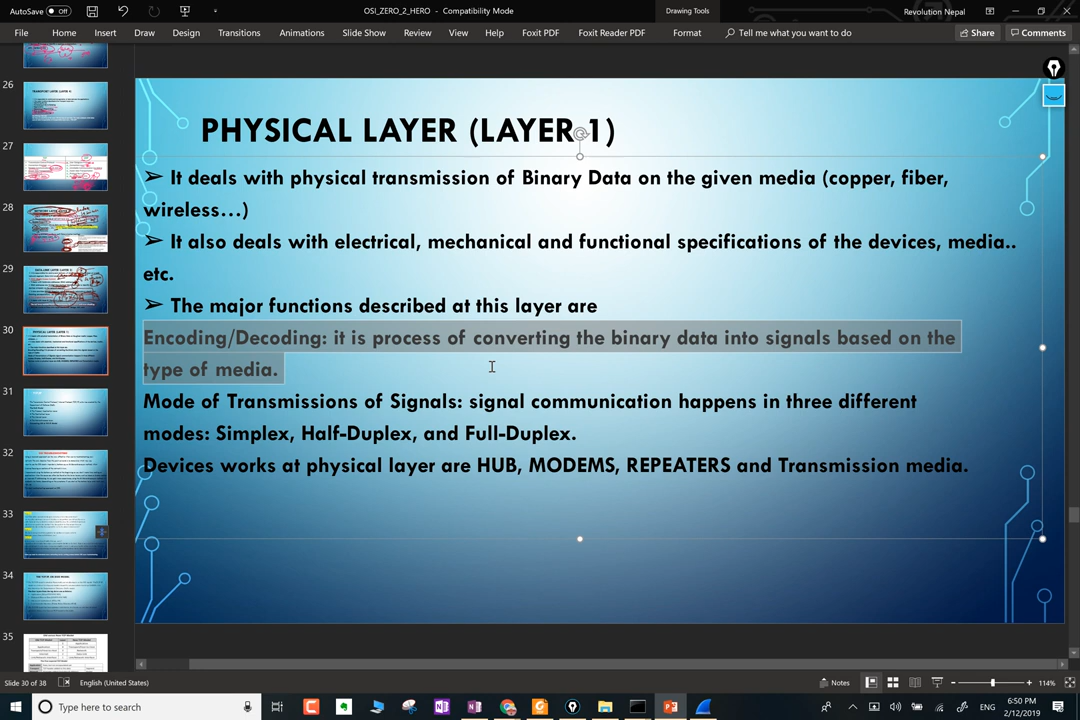 AutoSave Off
OSI_ZERO_2_HERO - Compatibility Mode
Drawing Tools
Revolution Nepal
File Home Insert Draw Design Transitions Animations Slide Show Review View Help Foxit PDF Foxit Reader PDF Format Tell me what you want to do Share Comments
26
27
28
29
30
31
32
33
34
35
PHYSICAL LAYER (LAYER 1)
➢ It deals with physical transmission of Binary Data on the given media (copper, fiber,
wireless...)
➢ It also deals with electrical, mechanical and functional specifications of the devices, media..
etc.
➢ The major functions described at this layer are
Encoding/Decoding: it is process of converting the binary data into signals based on the
type of media.
Mode of Transmissions of Signals: signal communication happens in three different
modes: Simplex, Half-Duplex, and Full-Duplex.
Devices works at physical layer are HUB, MODEMS, REPEATERS and Transmission media.
Slide 30 of 38 English (United States) Notes 114%
Type here to search
ENG
6:50 PM
2/12/2019